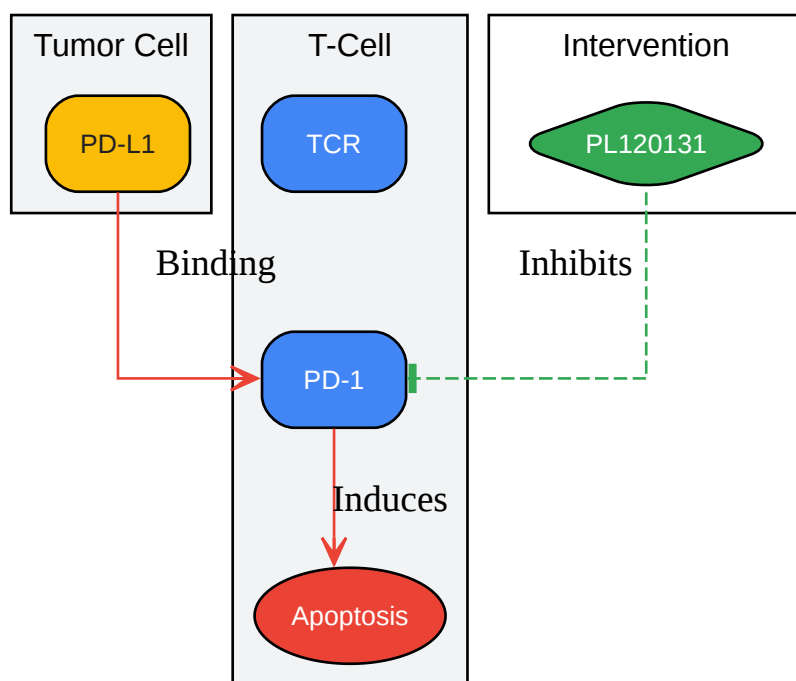 Tumor Cell
T-Cell
Intervention
PD-L1
TCR
PL120131
Binding
Inhibits
PD-1
Induces
Apoptosis